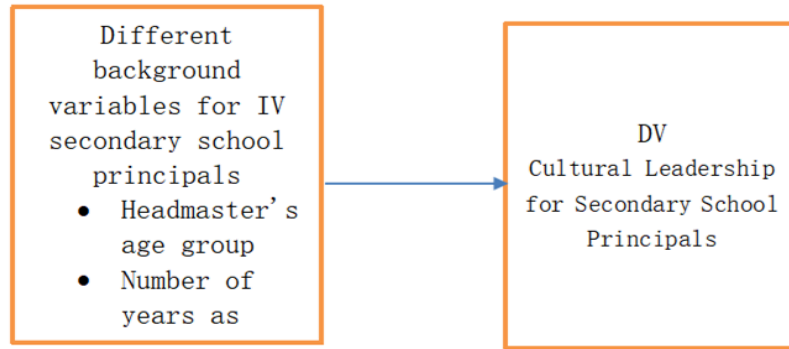 Different
background
variables for IV
secondary school
principals
● Headmaster's
age group
● Number of
years as
DV
Cultural Leadership
for Secondary School
Principals